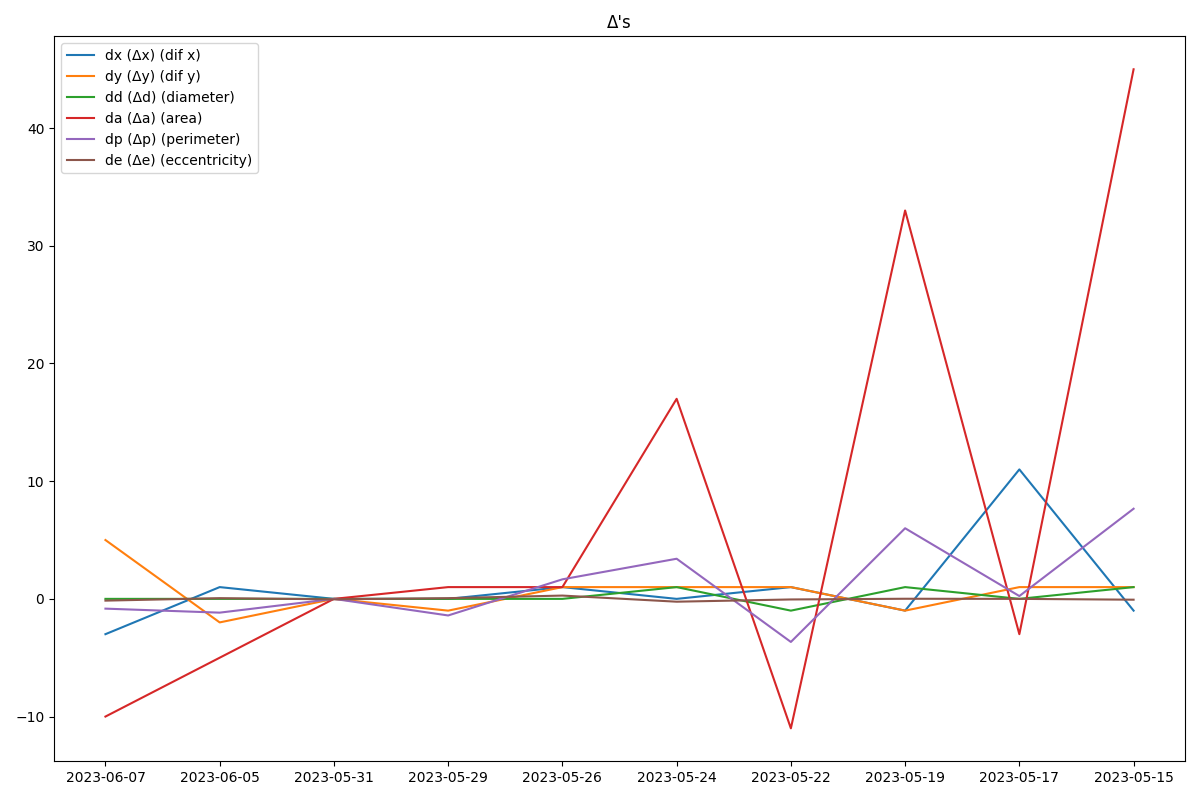 Δ's
dx (Δx) (dif x)
dy (Δy) (dif y)
dd (Δd) (diameter)
da (Δa) (area)
dp (Δp) (perimeter)
de (Δe) (eccentricity)
40
30
20
10
0
−10
2023-06-07 2023-06-05 2023-05-31 2023-05-29 2023-05-26 2023-05-24 2023-05-22 2023-05-19 2023-05-17 2023-05-15